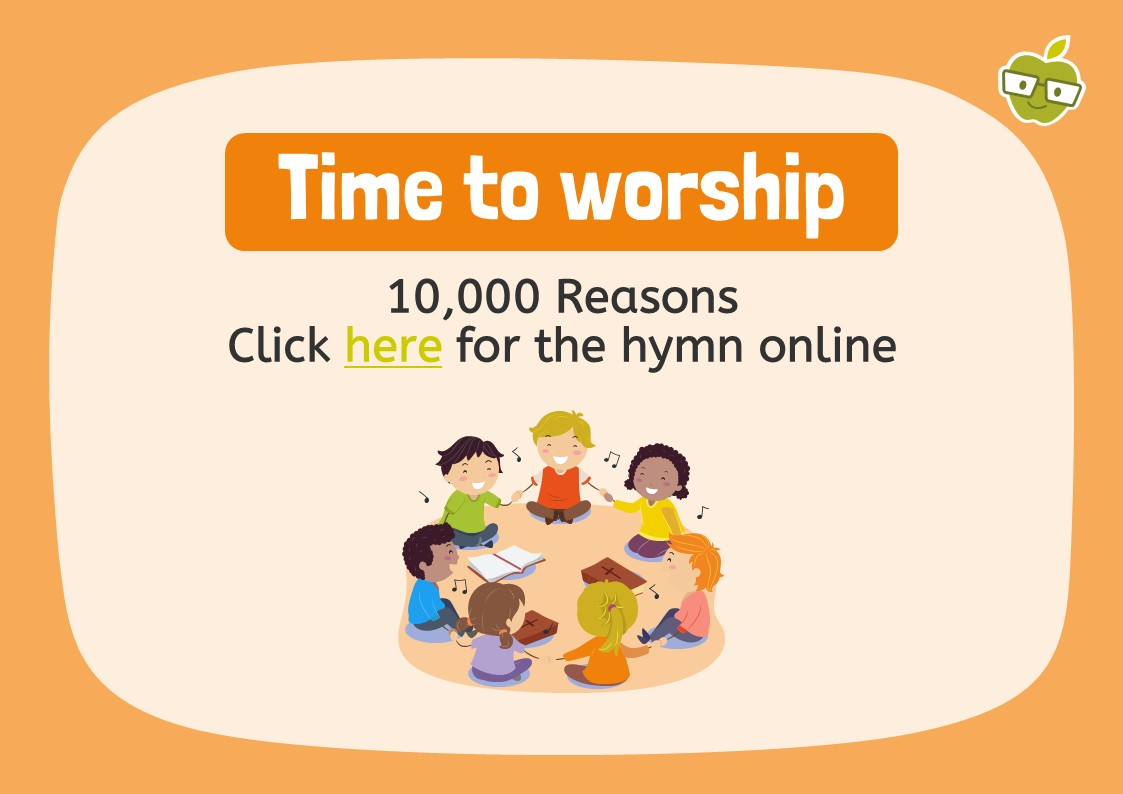 Time to worship
10,000 Reasons
Click here for the hymn online